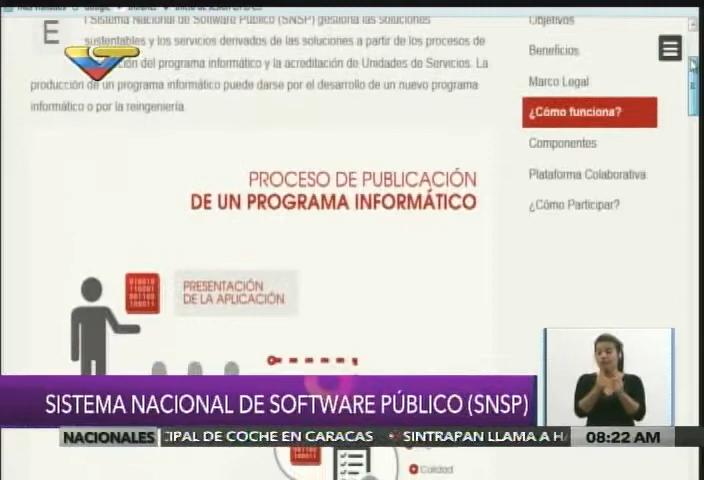 Sistema Nacional de Software Público (SNSP) gestiona las soluciones
sustentables y los servicios derivados de las soluciones a partir de los procesos de
del programa informático y la acreditación de Unidades de Servicios. La
producción de un programa informático puede darse por el desarrollo de un nuevo programa
informático o por la reingeniería.
E
Objetivos
Beneficios
Marco Legal
¿Cómo funciona?
Componentes
Plataforma Colaborativa
¿Cómo Participar?
PROCESO DE PUBLICACIÓN
DE UN PROGRAMA INFORMÁTICO
PRESENTACIÓN
DE LA APLICACIÓN
SISTEMA NACIONAL DE SOFTWARE PÚBLICO (SNSP)
NACIONALES CIPAL DE COCHE EN CARACAS • SINTRAPAN LLAMA A H 08:22 AM
Calidad